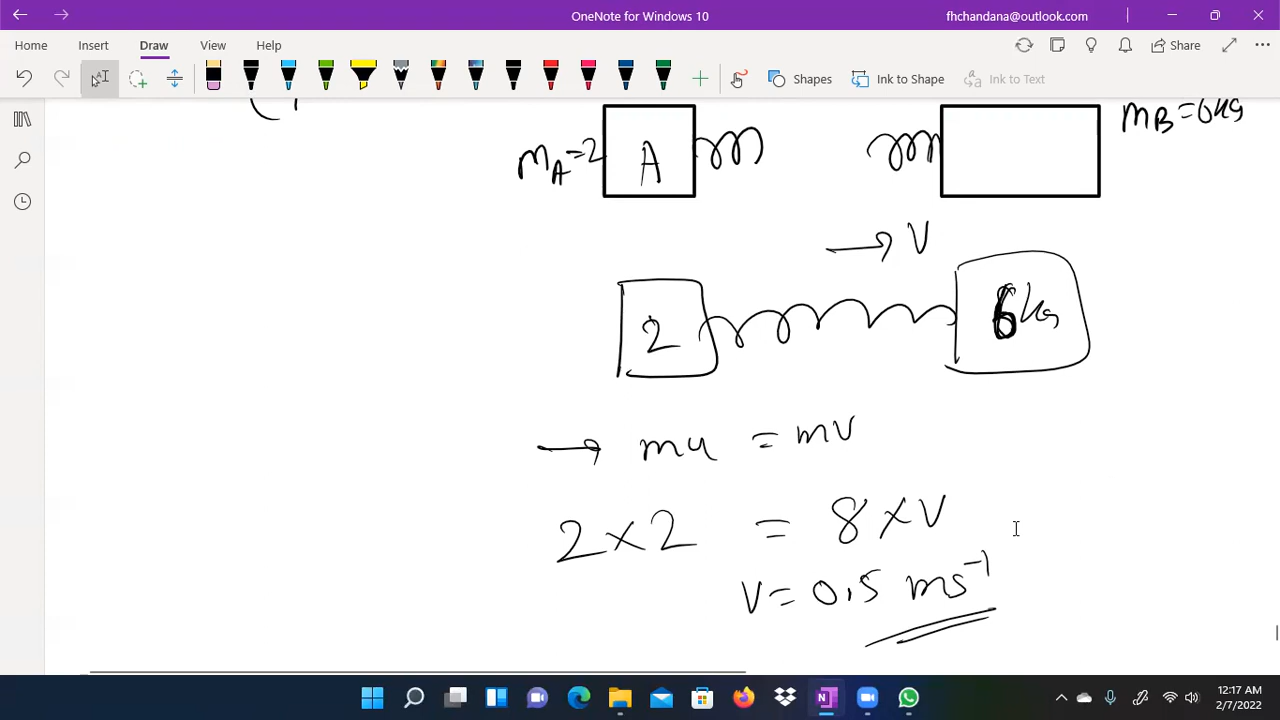 OneNote for Windows 10
fhchandana@outlook.com
Home Insert Draw View Help
Share
Shapes
Ink to Shape
Ink to Text
m_A=2
A
m_B=6kg
→ V
2
6kg
→ mu = mv
2×2 = 8×V
V= 0.5 ms⁻¹
12:17 AM
2/7/2022